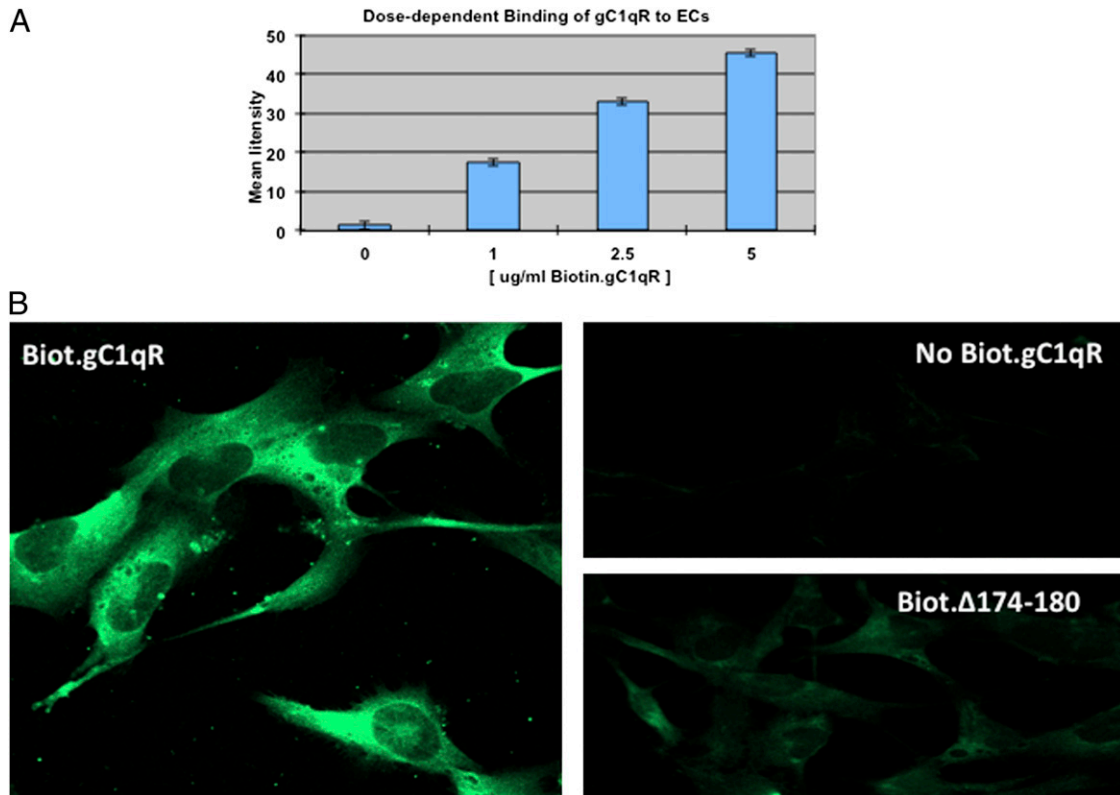 A
Dose-dependent Binding of gC1qR to ECs
Mean litensity
50
40
30
20
10
0
0 1 2.5 5
[ ug/ml Biotin.gC1qR ]
B
Biot.gC1qR
No Biot.gC1qR
Biot.Δ174-180